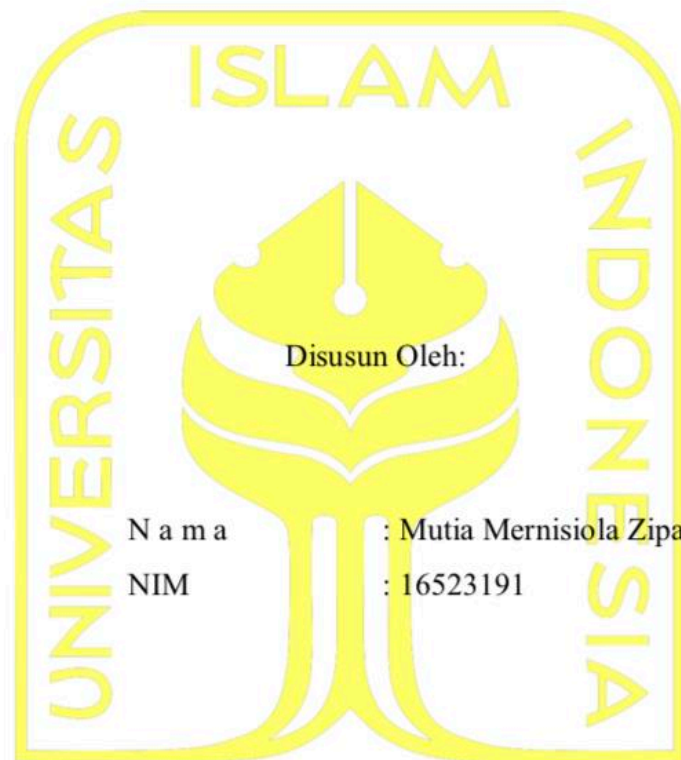 ISLAM
UNIVERSITAS
INDONESIA
Disusun Oleh:
N a m a : Mutia Mernisiola Zipa
NIM : 16523191